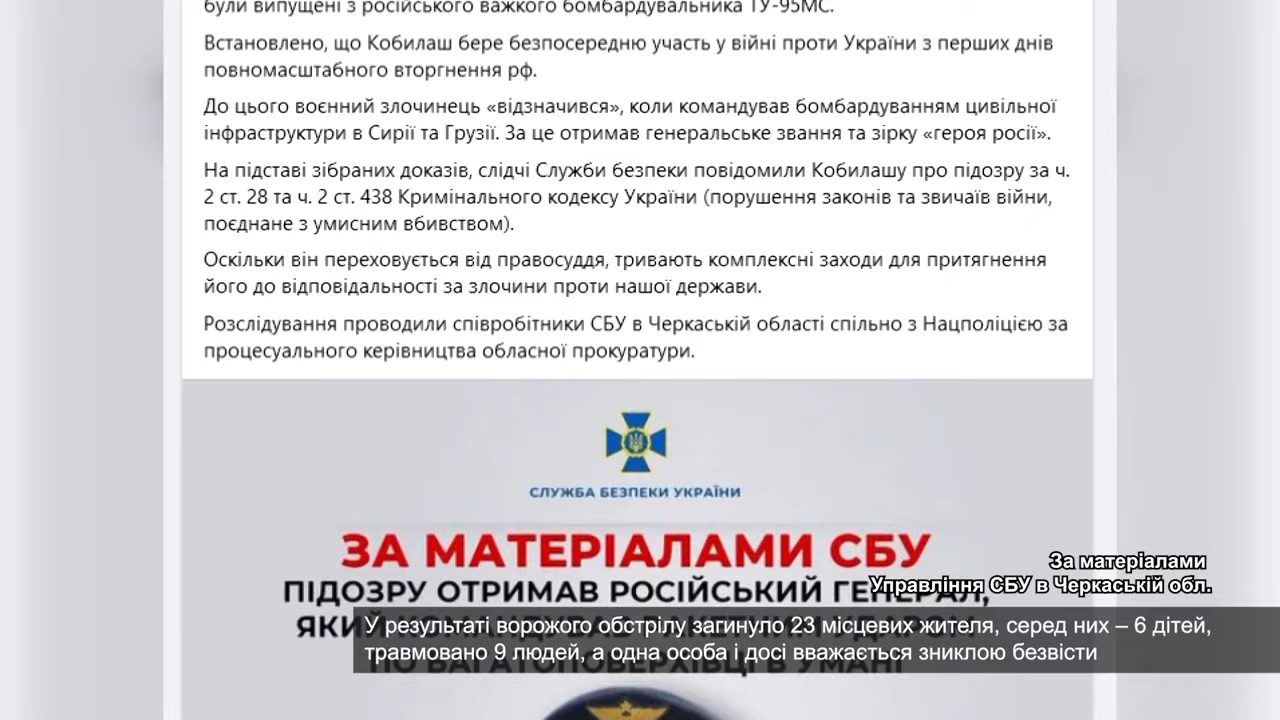 були випущені з російського важкого бомбардувальника ТУ-95МС.
Встановлено, що Кобилаш бере безпосередню участь у війні проти України з перших днів
повномасштабного вторгнення рф.
До цього воєнний злочинець «відзначився», коли командував бомбардуванням цивільної
інфраструктури в Сирії та Грузії. За це отримав генеральське звання та зірку «героя росії».
На підставі зібраних доказів, слідчі Служби безпеки повідомили Кобилашу про підозру за ч.
2 ст. 28 та ч. 2 ст. 438 Кримінального кодексу України (порушення законів та звичаїв війни,
поєднане з умисним вбивством).
Оскільки він переховується від правосуддя, тривають комплексні заходи для притягнення
його до відповідальності за злочини проти нашої держави.
Розслідування проводили співробітники СБУ в Черкаській області спільно з Нацполіцією за
процесуального керівництва обласної прокуратури.
СЛУЖБА БЕЗПЕКИ УКРАЇНИ
ЗА МАТЕРІАЛАМИ СБУ
ПІДОЗРУ ОТРИМАВ РОСІЙСЬКИЙ ГЕНЕРАЛ,
ЯКИЙ
ПО БАГАТОПОВЕРХІВЦІ В УМАНІ
За матеріалами
Управління СБУ в Черкаській обл.
У результаті ворожого обстрілу загинуло 23 місцевих жителя, серед них – 6 дітей,
травмовано 9 людей, а одна особа і досі вважається зниклою безвісти